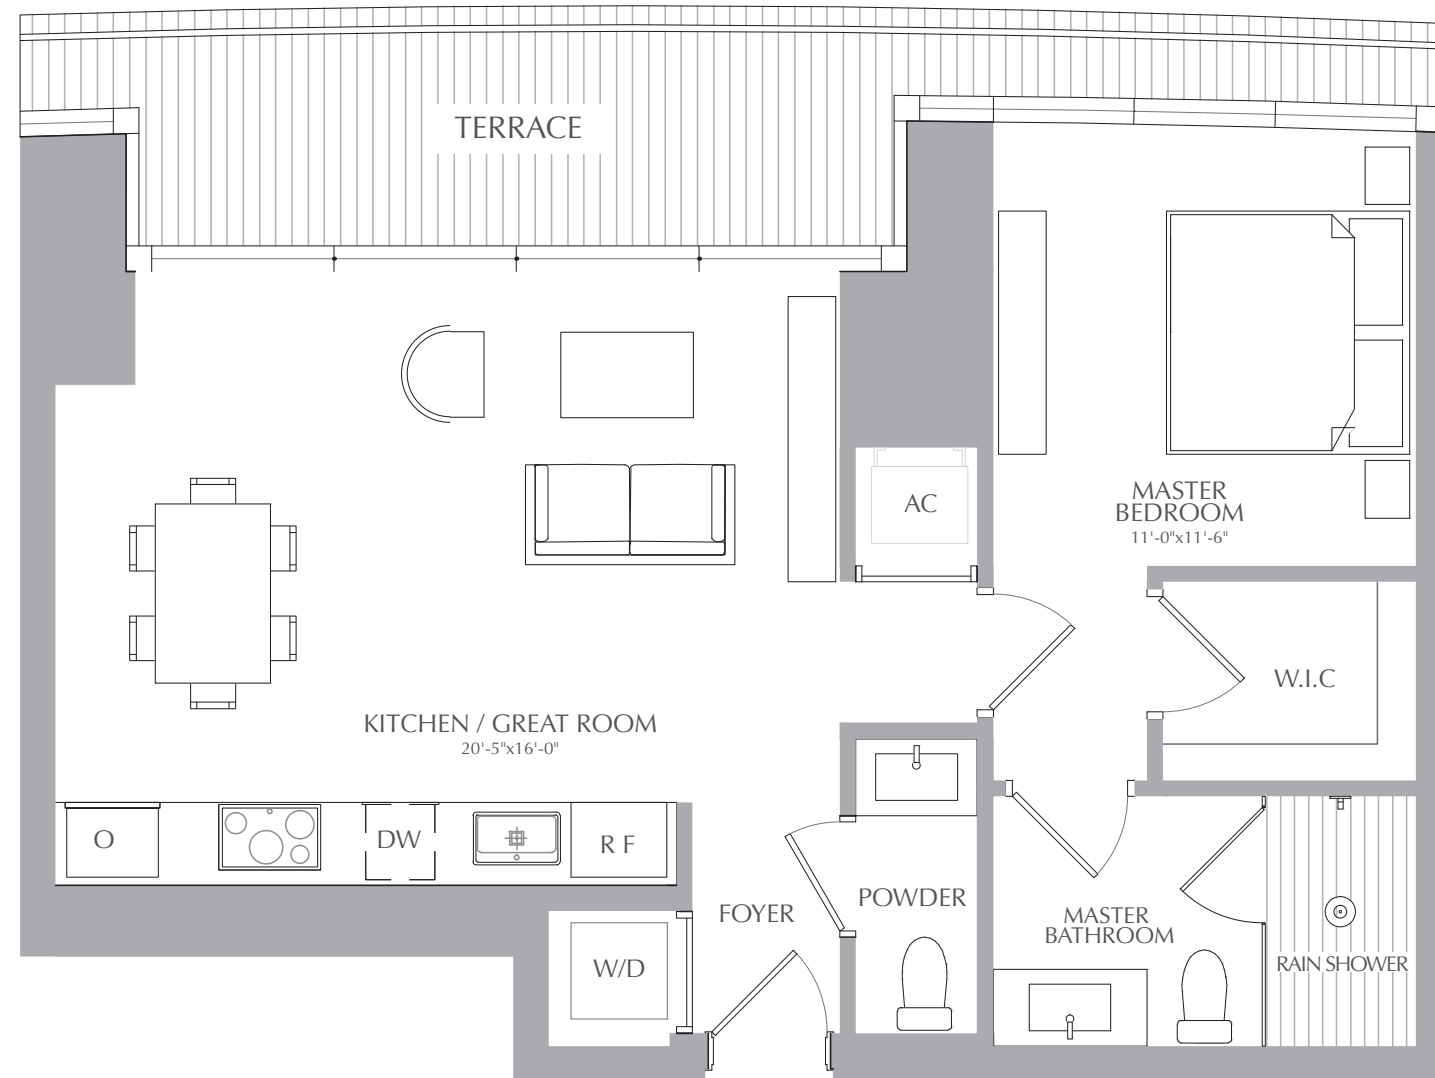 TERRACE
AC
MASTER
BEDROOM
11'-0"x11'-6"
W.I.C
KITCHEN / GREAT ROOM
20'-5"x16'-0"
O
DW
R F
FOYER
POWDER
MASTER
BATHROOM
RAIN SHOWER
W/D